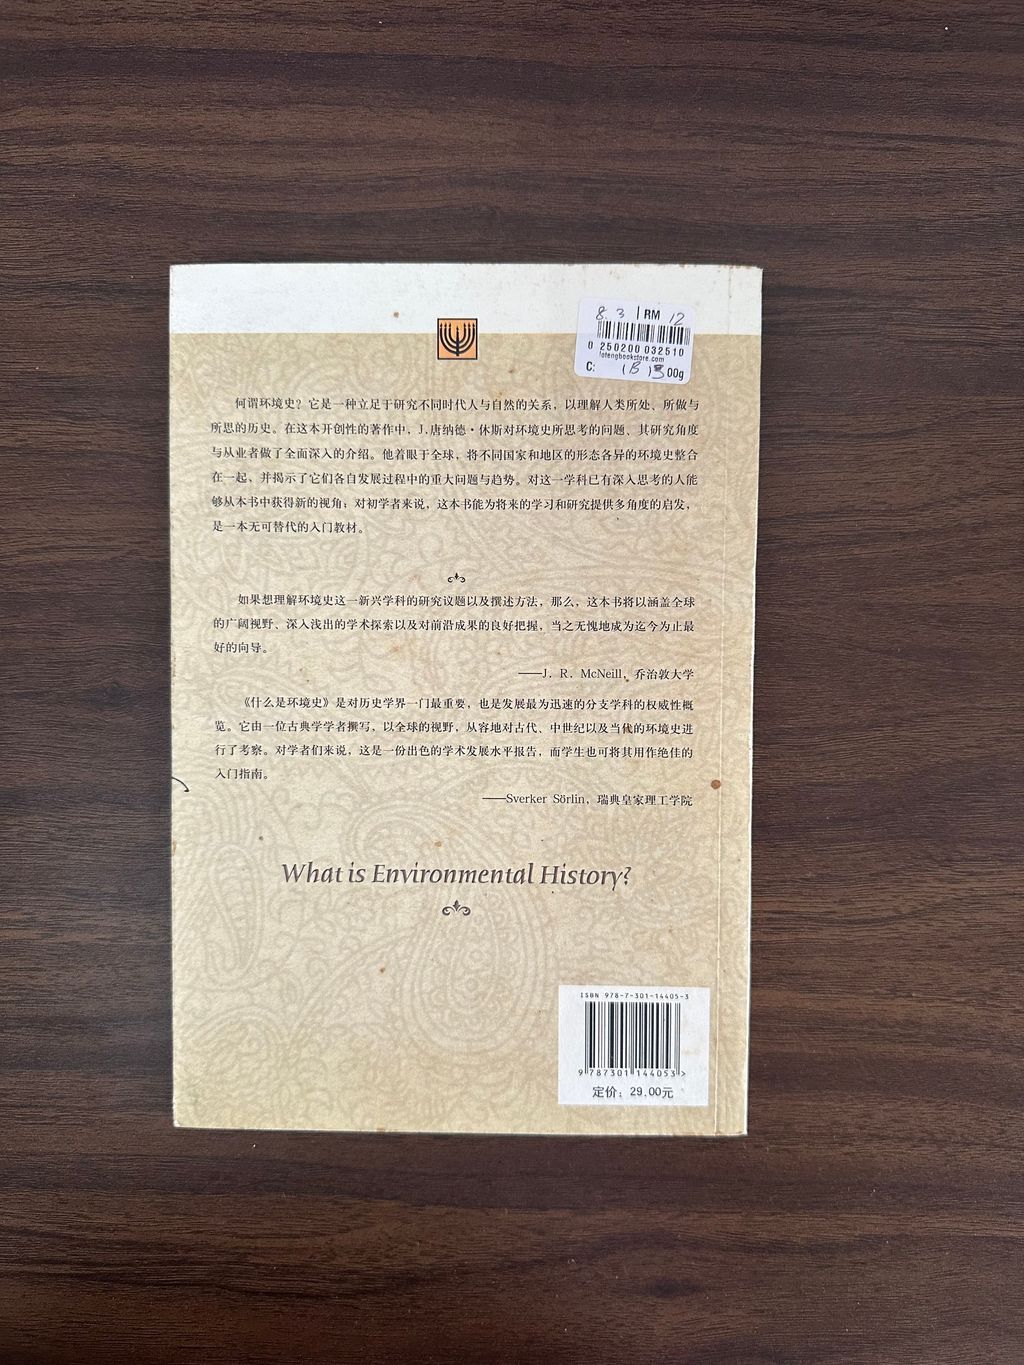 8.3 | RM 12
0 250200 032510
lotengbookstore.com
C: (B) 300g
何谓环境史？它是一种立足于研究不同时代人与自然的关系，以理解人类所处、所做与
所思的历史。在这本开创性的著作中，J.唐纳德·休斯对环境史所思考的问题、其研究角度
与从业者做了全面深入的介绍。他着眼于全球，将不同国家和地区的形态各异的环境史整合
在一起，并揭示了它们各自发展过程中的重大问题与趋势。对这一学科已有深入思考的人能
够从本书中获得新的视角；对初学者来说，这本书能为将来的学习和研究提供多角度的启发，
是一本无可替代的入门教材。
如果想理解环境史这一新兴学科的研究议题以及撰述方法，那么，这本书将以涵盖全球
的广阔视野、深入浅出的学术探索以及对前沿成果的良好把握，当之无愧地成为迄今为止最
好的向导。
——J. R. McNeill，乔治敦大学
《什么是环境史》是对历史学界一门最重要，也是发展最为迅速的分支学科的权威性概
览。它由一位古典学学者撰写，以全球的视野，从容地对古代、中世纪以及当代的环境史进
行了考察。对学者们来说，这是一份出色的学术发展水平报告，而学生也可将其用作绝佳的
入门指南。
——Sverker Sörlin，瑞典皇家理工学院
What is Environmental History?
ISBN 978-7-301-14405-3
9 787301 144053 >
定价：29.00元